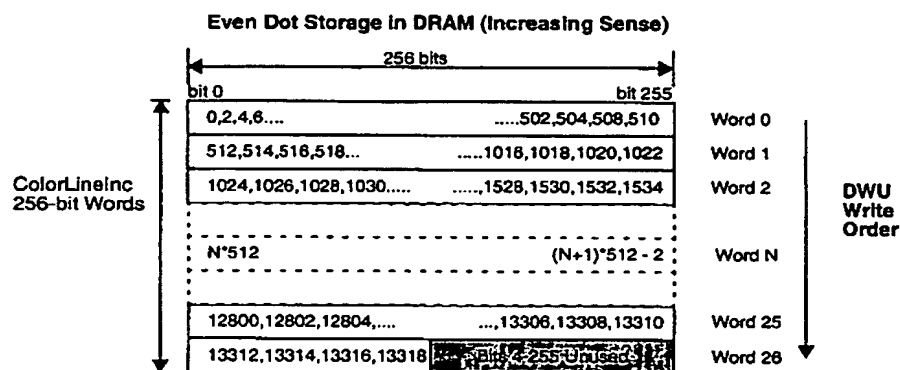 Even Dot Storage in DRAM (Increasing Sense)
256 bits
bit 0 bit 255
0,2,4,6.... .....502,504,508,510 Word 0
512,514,516,518... .....1016,1018,1020,1022 Word 1
1024,1026,1028,1030..... .....,1528,1530,1532,1534 Word 2
ColorLineInc
256-bit Words
DWU
Write
Order
N*512 (N+1)*512 - 2 Word N
12800,12802,12804,.... ...,13306,13308,13310 Word 25
13312,13314,13316,13318 Bits 4-255 Unused Word 26